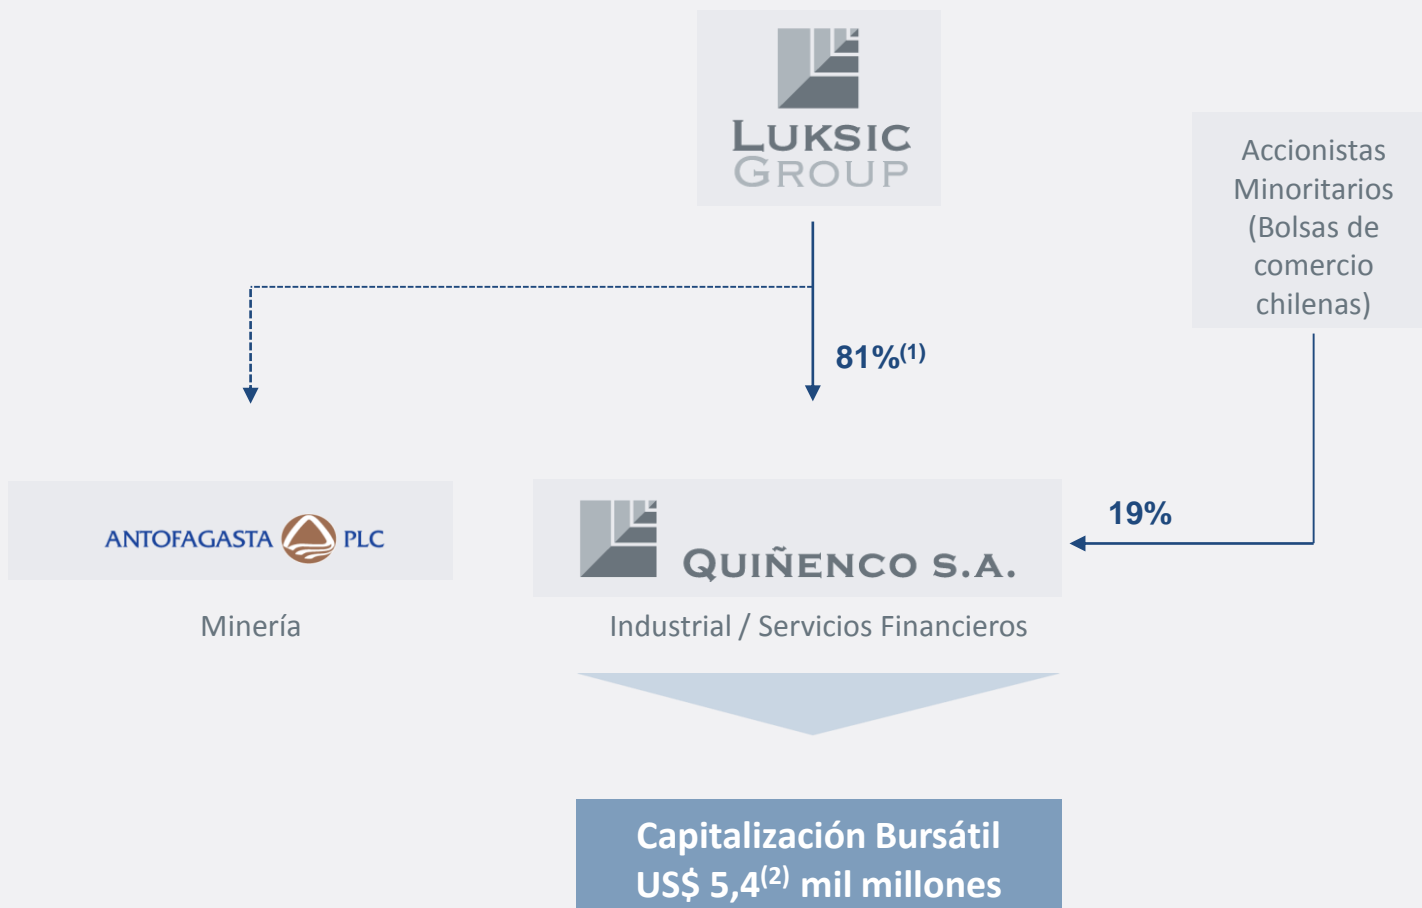 LUKSIC
GROUP
Accionistas
Minoritarios
(Bolsas de
comercio
chilenas)
81%(1)
19%
ANTOFAGASTA PLC
QUIÑENCO S.A.
Minería
Industrial / Servicios Financieros
Capitalización Bursátil
US$ 5,4(2) mil millones